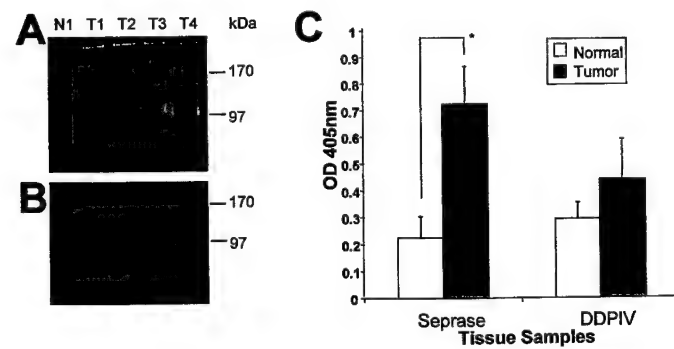 A
N1 T1 T2 T3 T4 kDa
170
97
B
170
97
C
1
0.9
0.8
0.7
0.6
0.5
0.4
0.3
0.2
0.1
0
OD 405nm
*
Normal
Tumor
Seprase DDPIV
Tissue Samples